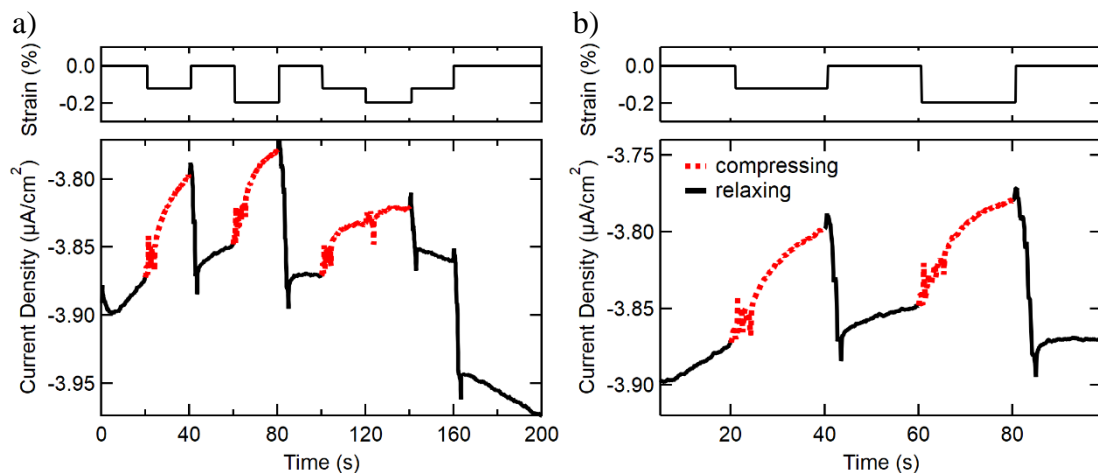 a)
Strain (%)
0.0
-0.2
Current Density (µA/cm²)
-3.80
-3.85
-3.90
-3.95
0 40 80 120 160 200
Time (s)
b)
Strain (%)
0.0
-0.2
Current Density (µA/cm²)
-3.75
-3.80
-3.85
-3.90
compressing
relaxing
20 40 60 80
Time (s)